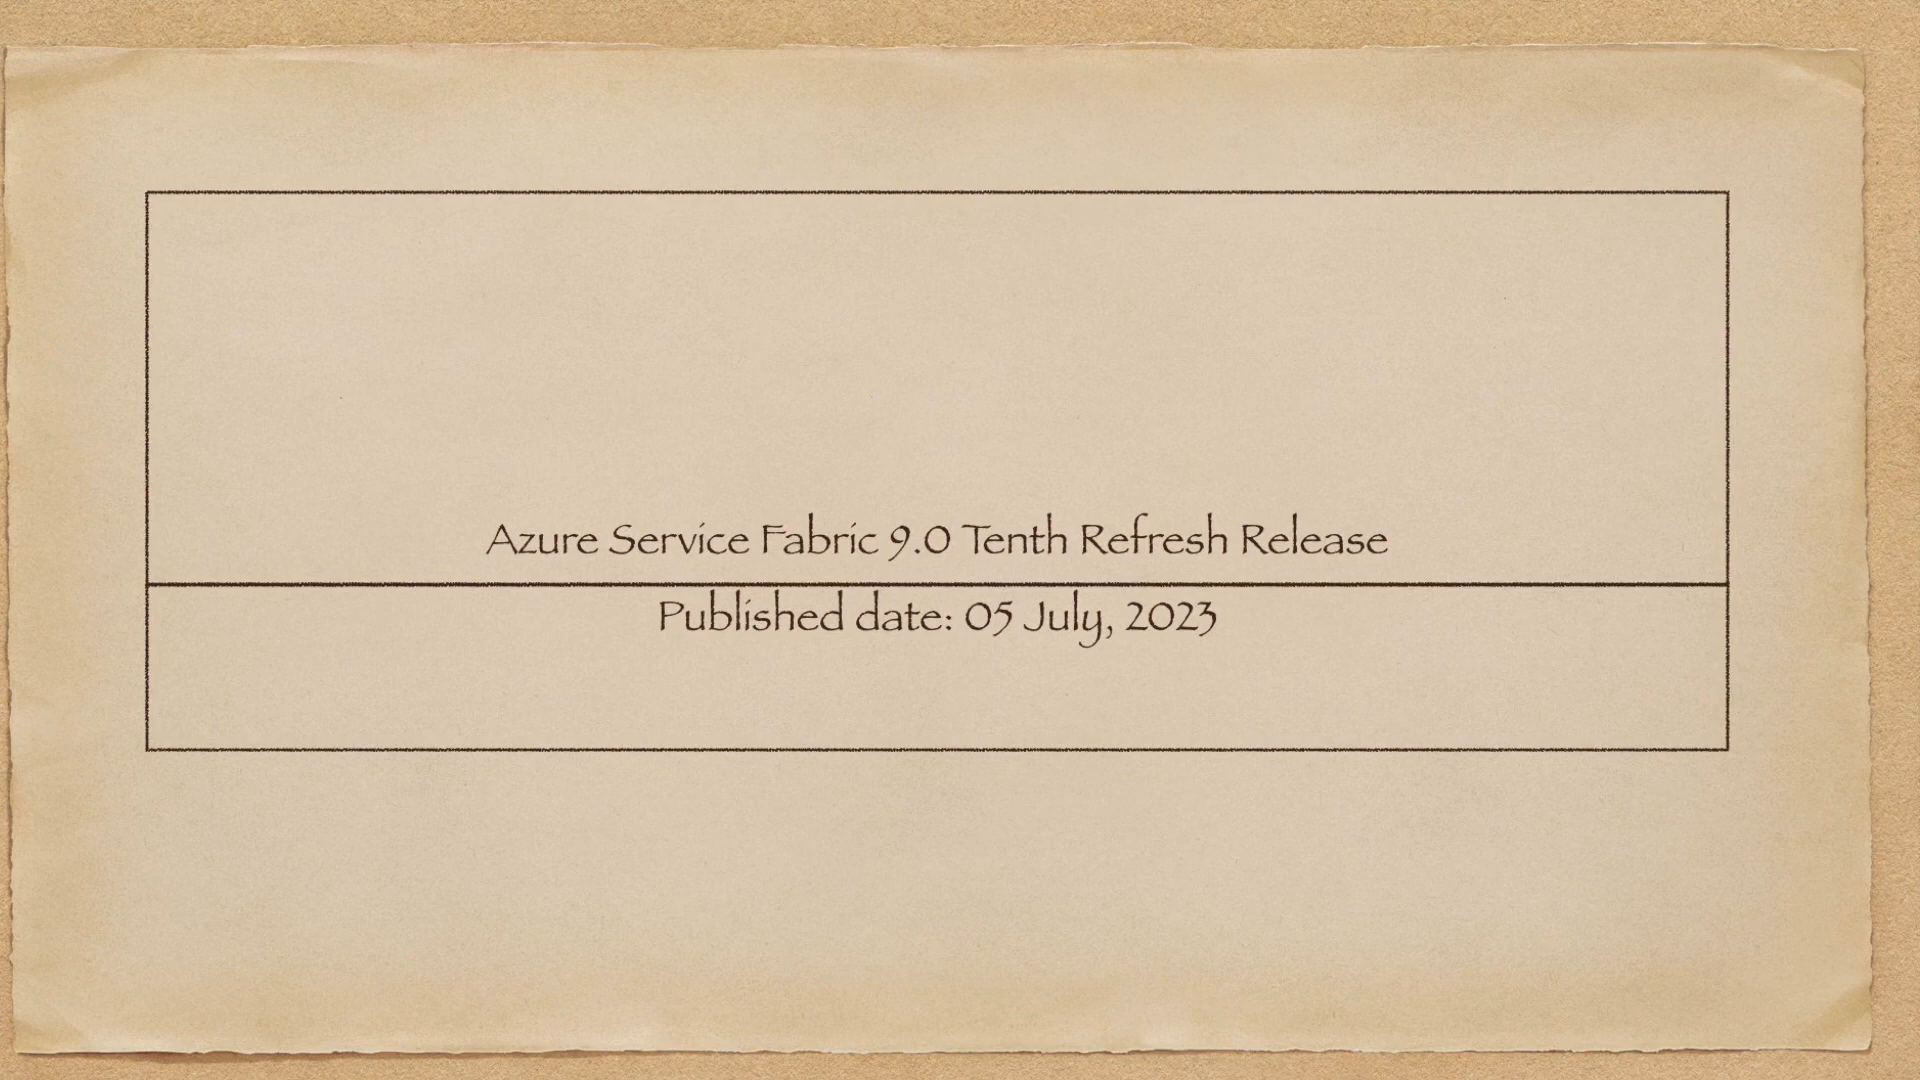 Azure Service Fabric 9.0 Tenth Refresh Release
Published date: 05 July, 2023